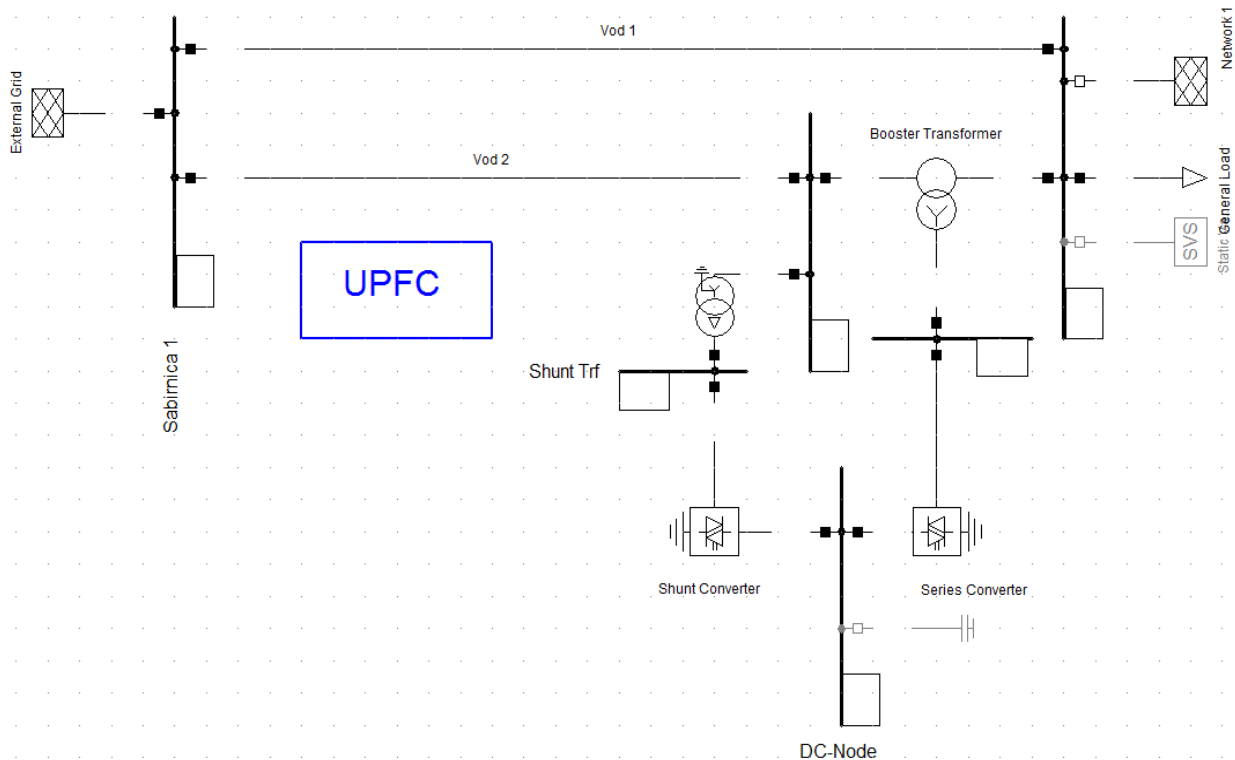 Vod 1
Network 1
External Grid
Booster Transformer
Vod 2
General Load
SVS
Static
UPFC
Shunt Trf
Sabirnica 1
Shunt Converter
Series Converter
DC-Node